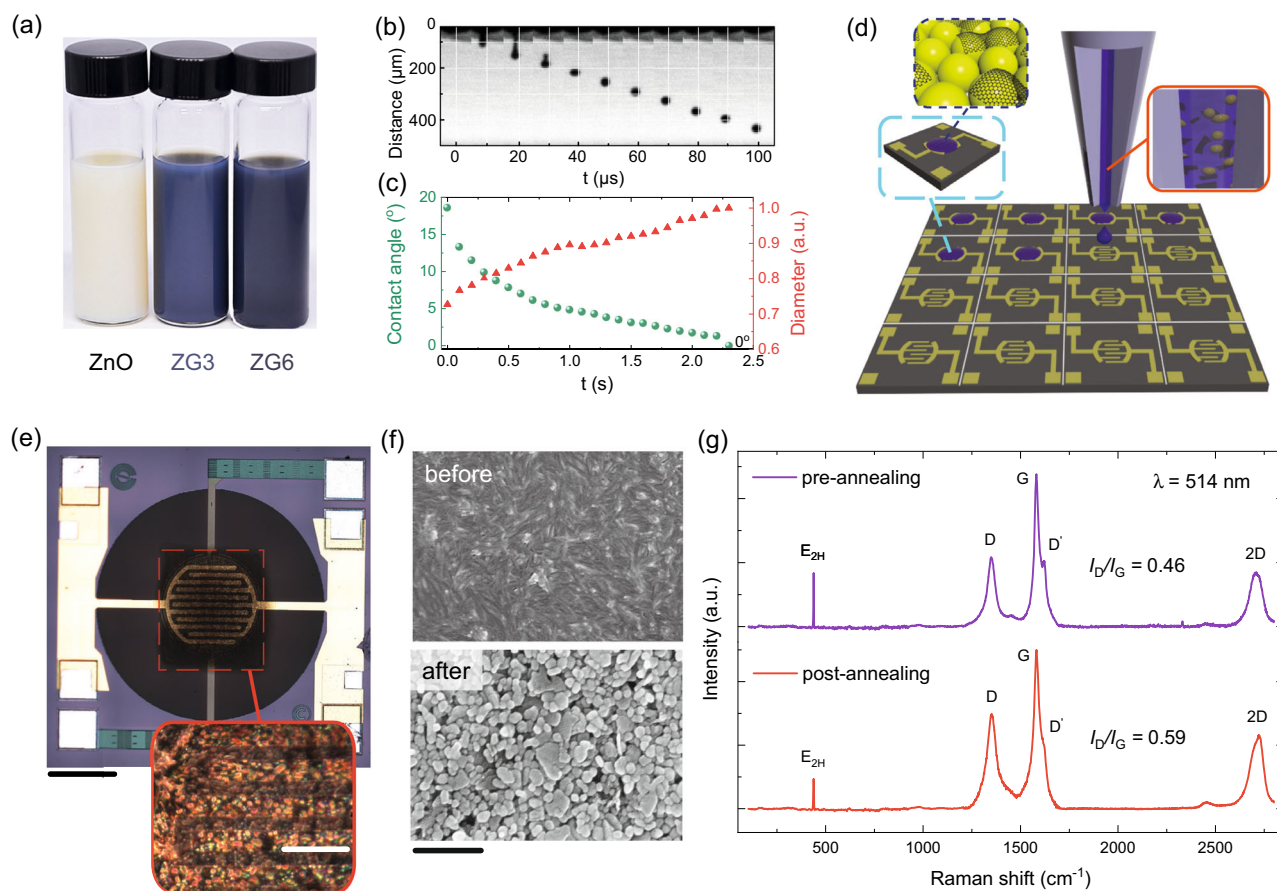 (a)
ZnO
ZG3
ZG6
(b)
Distance (µm)
0
200
400
0
20
40
60
80
100
t (µs)
(c)
Contact angle (º)
20
15
10
5
0
0º
Diameter (a.u.)
1.0
0.9
0.8
0.7
0.6
0.0
0.5
1.0
1.5
2.0
2.5
t (s)
(d)
(e)
(f)
before
after
(g)
Intensity (a.u.)
pre-annealing
λ = 514 nm
E2H
D
G
D'
2D
ID/IG = 0.46
post-annealing
E2H
D
G
D'
2D
ID/IG = 0.59
500
1000
1500
2000
2500
Raman shift (cm-1)